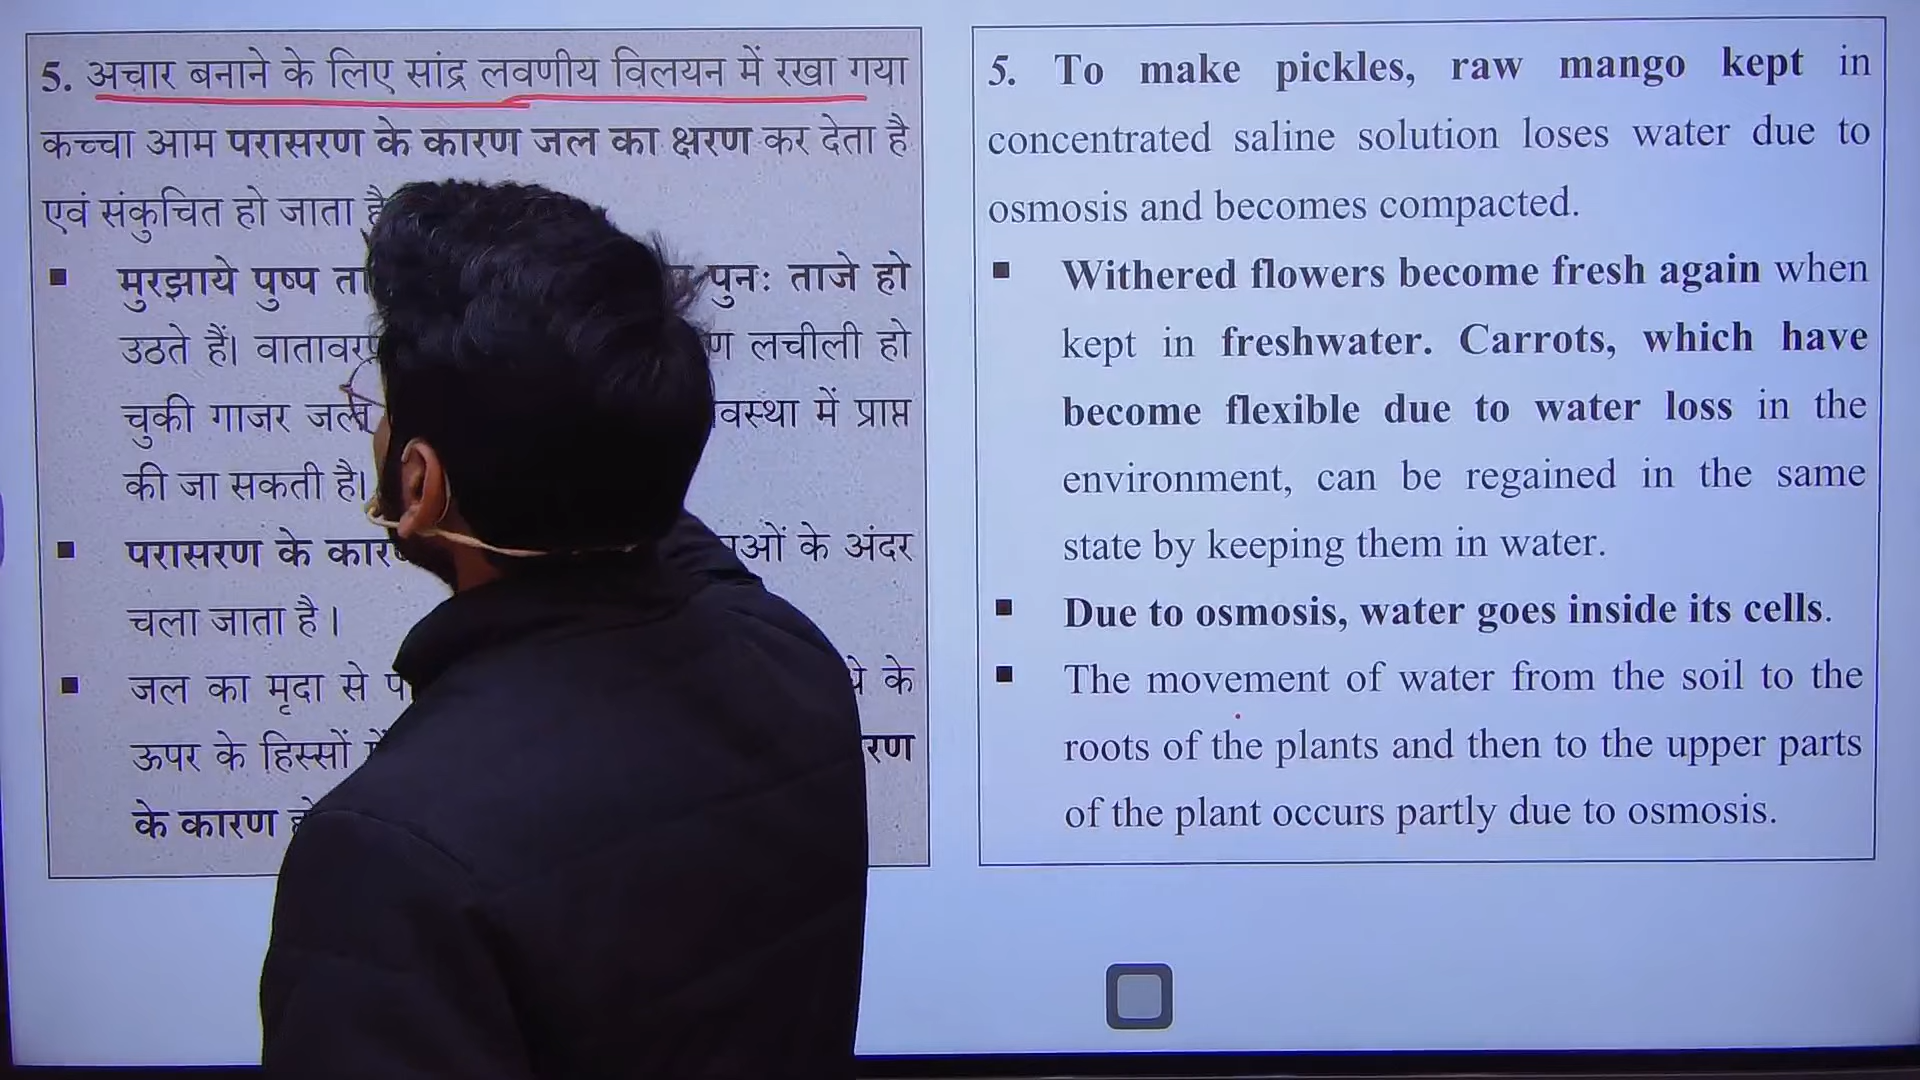 5. अचार बनाने के लिए सांद्र लवणीय विलयन में रखा गया
कच्चा आम परासरण के कारण जल का क्षरण कर देता है
एवं संकुचित हो जाता है
▪ मुरझाये पुष्प पुनः ताजे हो
उठते हैं। लचीली हो
चुकी गाजर में प्राप्त
की जा सकती है।
▪ परासरण के के अंदर
चला जाता है।
▪ जल का मृदा से के
ऊपर के हिस्सों
के कारण
5. To make pickles, raw mango kept in
concentrated saline solution loses water due to
osmosis and becomes compacted.
▪ Withered flowers become fresh again when
kept in freshwater. Carrots, which have
become flexible due to water loss in the
environment, can be regained in the same
state by keeping them in water.
▪ Due to osmosis, water goes inside its cells.
▪ The movement of water from the soil to the
roots of the plants and then to the upper parts
of the plant occurs partly due to osmosis.